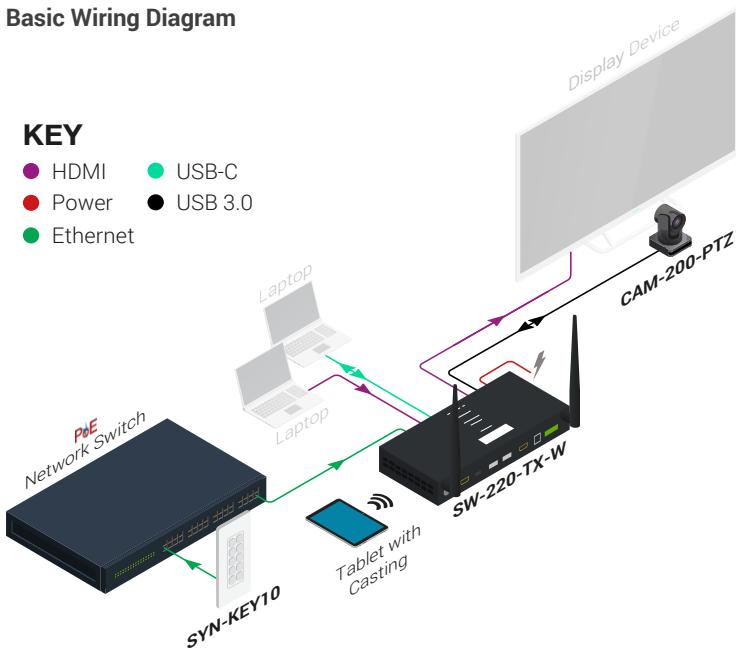 Basic Wiring Diagram
Display Device
KEY
HDMI
USB-C
Power
USB 3.0
Ethernet
CAM-200-PTZ
Laptop
Laptop
PoE
Network Switch
SW-220-TX-W
Tablet with
Casting
SYN-KEY10